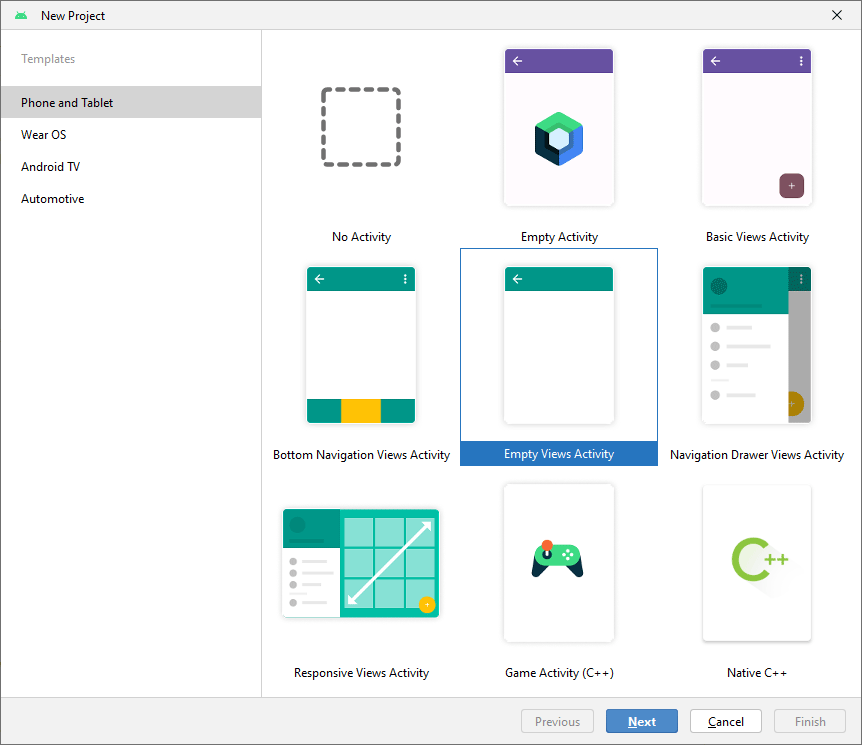 New Project
Templates
Phone and Tablet
Wear OS
Android TV
Automotive
No Activity
Empty Activity
Basic Views Activity
Bottom Navigation Views Activity
Empty Views Activity
Navigation Drawer Views Activity
Responsive Views Activity
Game Activity (C++)
Native C++
Previous
Next
Cancel
Finish